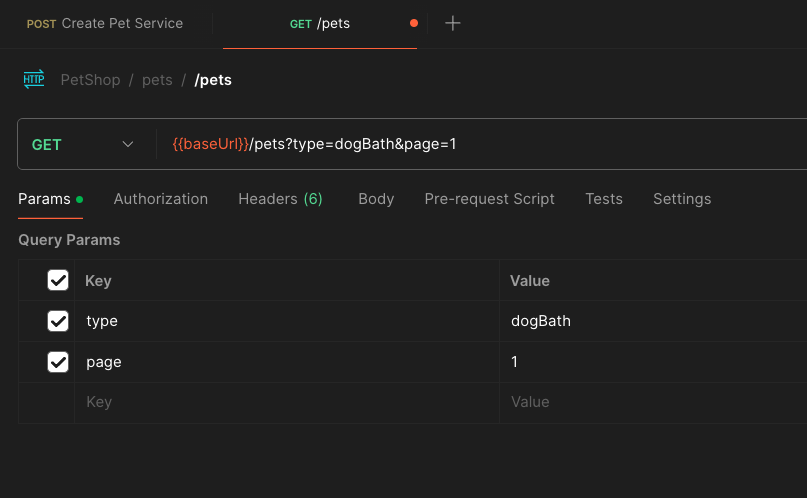 POST Create Pet Service GET /pets
HTTP PetShop / pets / /pets
GET {{baseUrl}}/pets?type=dogBath&page=1
Params Authorization Headers (6) Body Pre-request Script Tests Settings
Query Params
Key Value
type dogBath
page 1
Key Value